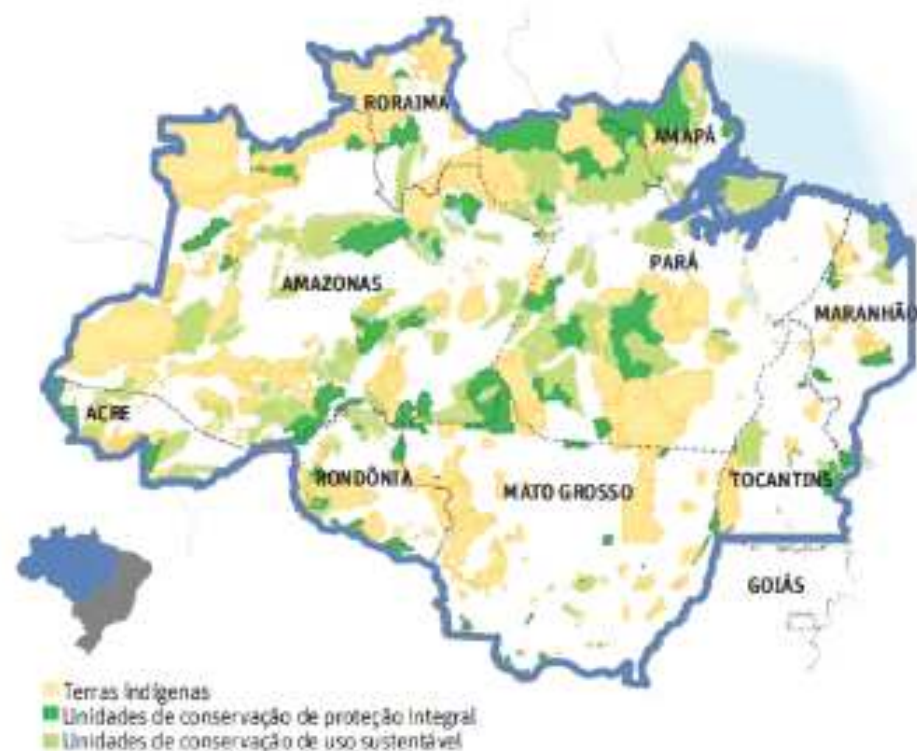 RORAIMA
AMAPÁ
AMAZONAS
PARÁ
MARANHÃO
ACRE
RONDÔNIA
MATO GROSSO
TOCANTINS
GOIÁS
Terras Indígenas
Unidades de conservação de proteção integral
Unidades de conservação de uso sustentável